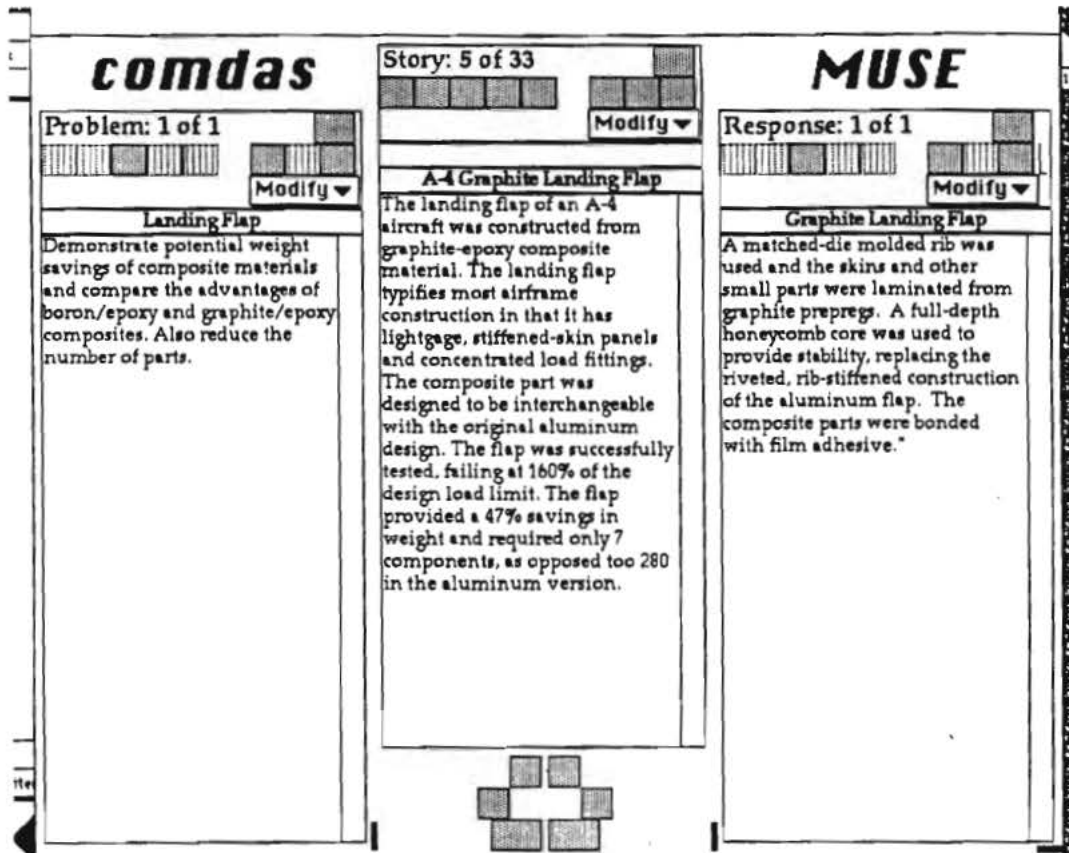 comdas
Problem: 1 of 1
Modify
Landing Flap
Demonstrate potential weight
savings of composite materials
and compare the advantages of
boron/epoxy and graphite/epoxy
composites. Also reduce the
number of parts.
Story: 5 of 33
Modify
A-4 Graphite Landing Flap
The landing flap of an A-4
aircraft was constructed from
graphite-epoxy composite
material. The landing flap
typifies most airframe
construction in that it has
lightgage, stiffened-skin panels
and concentrated load fittings.
The composite part was
designed to be interchangeable
with the original aluminum
design. The flap was successfully
tested, failing at 160% of the
design load limit. The flap
provided a 47% savings in
weight and required only 7
components, as opposed too 280
in the aluminum version.
MUSE
Response: 1 of 1
Modify
Graphite Landing Flap
A matched-die molded rib was
used and the skins and other
small parts were laminated from
graphite prepregs. A full-depth
honeycomb core was used to
provide stability, replacing the
riveted, rib-stiffened construction
of the aluminum flap. The
composite parts were bonded
with film adhesive."